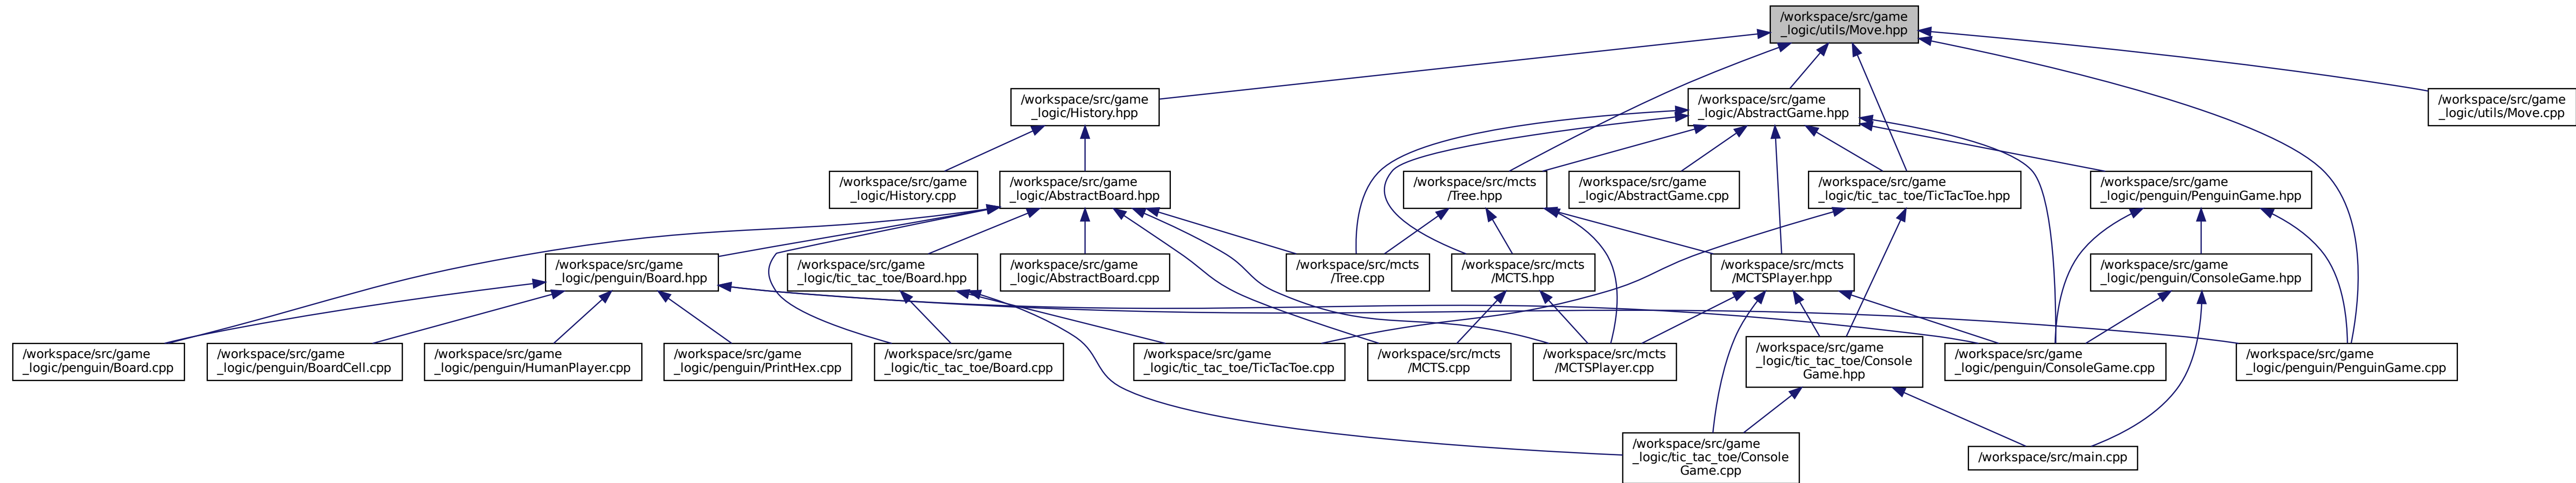 /workspace/src/game
_logic/utils/Move.hpp
/workspace/src/game
_logic/History.hpp
/workspace/src/game
_logic/AbstractGame.hpp
/workspace/src/game
_logic/utils/Move.cpp
/workspace/src/game
_logic/History.cpp
/workspace/src/game
_logic/AbstractBoard.hpp
/workspace/src/mcts
/Tree.hpp
/workspace/src/game
_logic/AbstractGame.cpp
/workspace/src/game
_logic/tic_tac_toe/TicTacToe.hpp
/workspace/src/game
_logic/penguin/PenguinGame.hpp
/workspace/src/game
_logic/penguin/Board.hpp
/workspace/src/game
_logic/tic_tac_toe/Board.hpp
/workspace/src/game
_logic/AbstractBoard.cpp
/workspace/src/mcts
/Tree.cpp
/workspace/src/mcts
/MCTS.hpp
/workspace/src/mcts
/MCTSPlayer.hpp
/workspace/src/game
_logic/penguin/ConsoleGame.hpp
/workspace/src/game
_logic/penguin/Board.cpp
/workspace/src/game
_logic/penguin/BoardCell.cpp
/workspace/src/game
_logic/penguin/HumanPlayer.cpp
/workspace/src/game
_logic/penguin/PrintHex.cpp
/workspace/src/game
_logic/tic_tac_toe/Board.cpp
/workspace/src/game
_logic/tic_tac_toe/TicTacToe.cpp
/workspace/src/mcts
/MCTS.cpp
/workspace/src/mcts
/MCTSPlayer.cpp
/workspace/src/game
_logic/tic_tac_toe/Console
Game.hpp
/workspace/src/game
_logic/penguin/ConsoleGame.cpp
/workspace/src/game
_logic/penguin/PenguinGame.cpp
/workspace/src/game
_logic/tic_tac_toe/Console
Game.cpp
/workspace/src/main.cpp